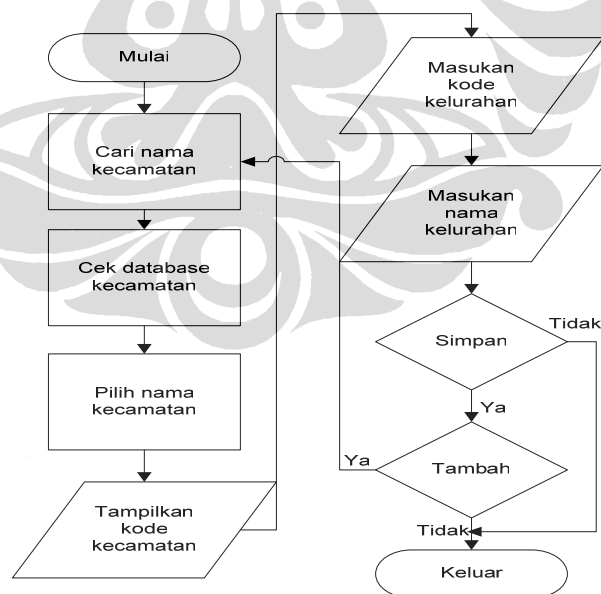 Mulai
Cari nama
kecamatan
Cek database
kecamatan
Pilih nama
kecamatan
Tampilkan
kode
kecamatan
Masukan
kode
kelurahan
Masukan
nama
kelurahan
Simpan
Tidak
Ya
Tambah
Ya
Tidak
Keluar